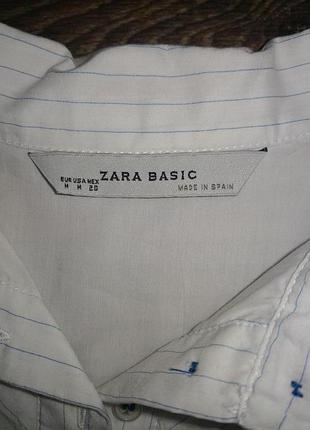 ZARA BASIC
EUR USA MEX
M M 28
MADE IN SPAIN